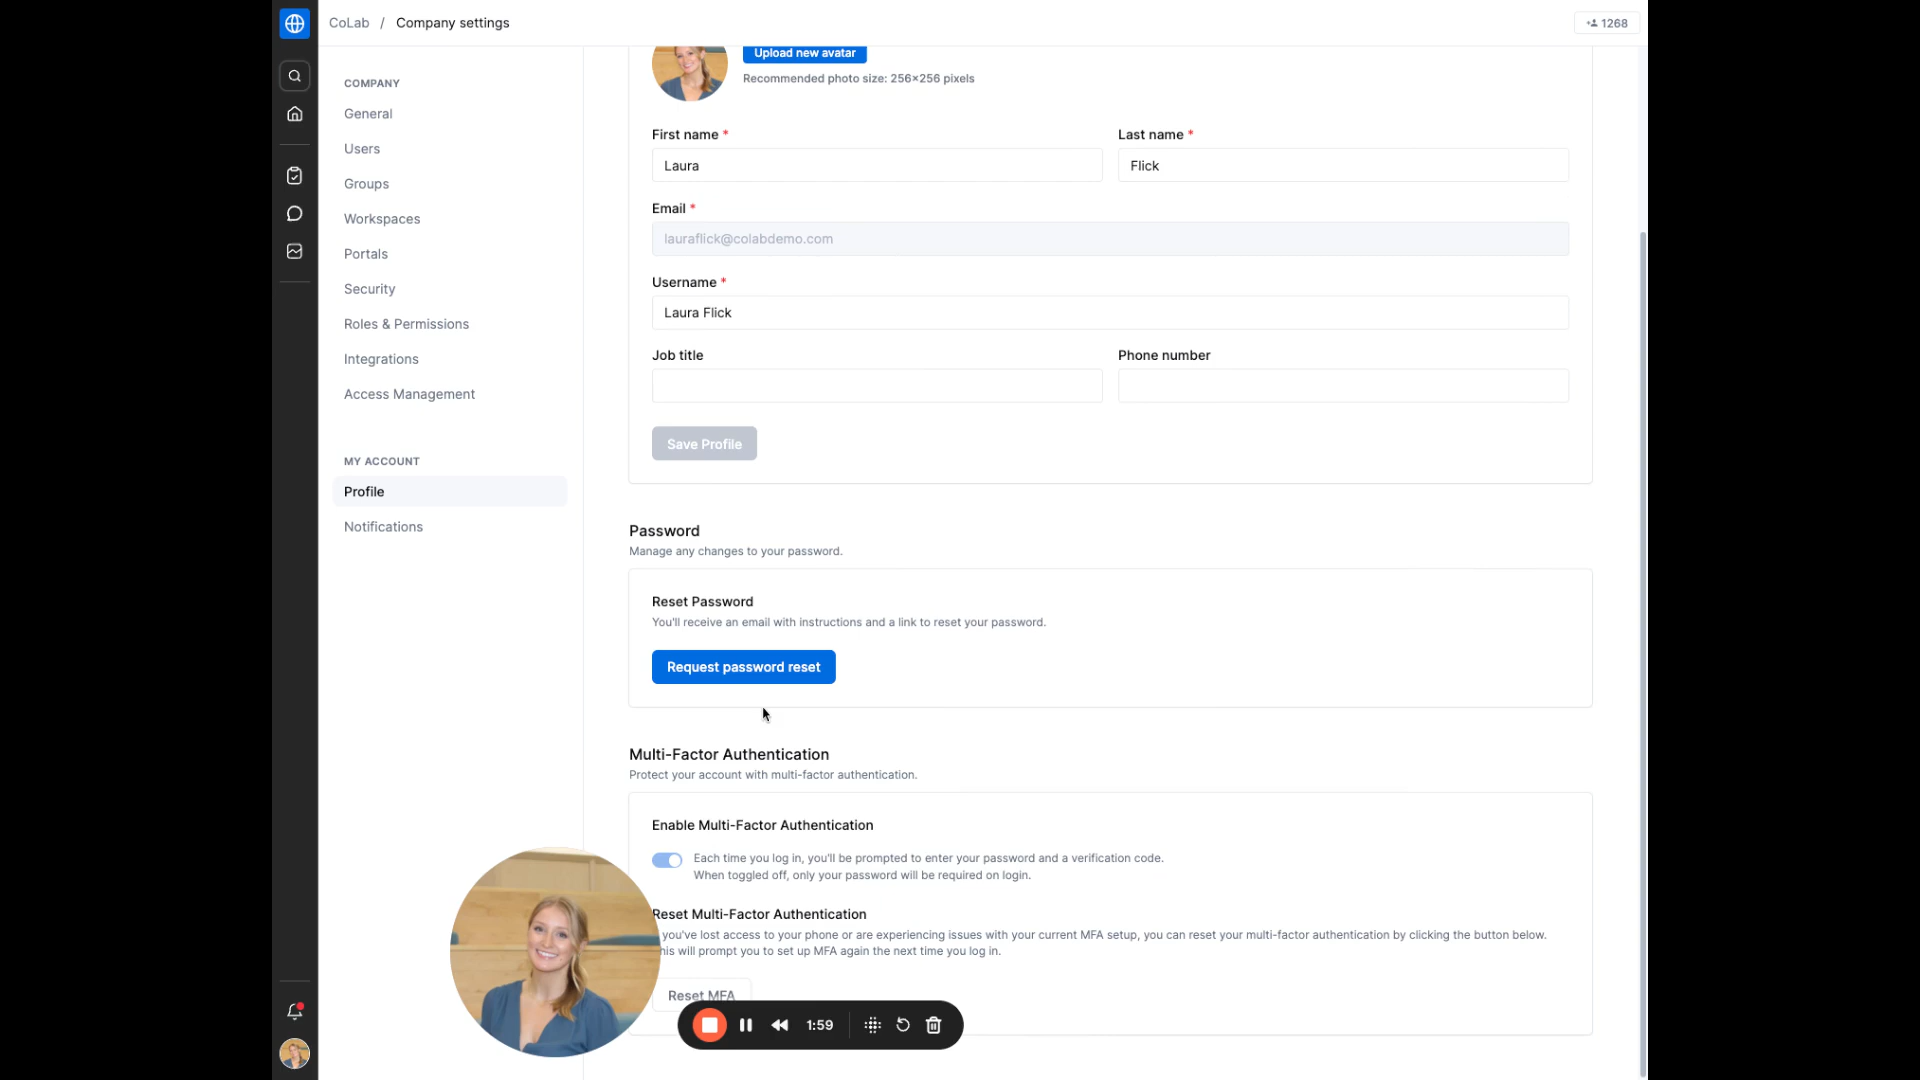 CoLab / Company settings
1268
COMPANY
General
Users
Groups
Workspaces
Portals
Security
Roles & Permissions
Integrations
Access Management
MY ACCOUNT
Profile
Notifications
Upload new avatar
Recommended photo size: 256×256 pixels
First name *
Last name *
Laura
Flick
Email *
lauraflick@colabdemo.com
Username *
Laura Flick
Job title
Phone number
Save Profile
Password
Manage any changes to your password.
Reset Password
You'll receive an email with instructions and a link to reset your password.
Request password reset
Multi-Factor Authentication
Protect your account with multi-factor authentication.
Enable Multi-Factor Authentication
Each time you log in, you'll be prompted to enter your password and a verification code.
When toggled off, only your password will be required on login.
Reset Multi-Factor Authentication
you've lost access to your phone or are experiencing issues with your current MFA setup, you can reset your multi-factor authentication by clicking the button below.
his will prompt you to set up MFA again the next time you log in.
Reset MFA
1:59